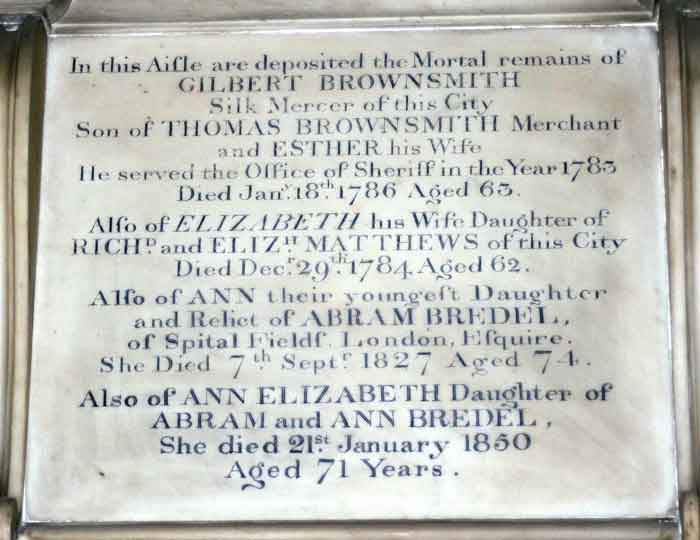 In this Aiſle are depoſited the Mortal remains of
GILBERT BROWNSMITH
Silk Mercer of this City
Son of THOMAS BROWNSMITH Merchant
and ESTHER his Wife
He served the Office of Sheriff in the Year 1783
Died Janʸ. 18ᵗʰ. 1786 Aged 63.
Alſo of ELIZABETH his Wife Daughter of
RICHᴰ. and ELIZᴴ. MATTHEWS of this City
Died Decʳ. 29ᵗʰ. 1784 Aged 62.
Alſo of ANN their youngeſt Daughter
and Relict of ABRAM BREDEL,
of Spital Fieldſ, London, Eſquire.
She Died 7ᵗʰ Septʳ. 1827 Aged 74.
Also of ANN ELIZABETH Daughter of
ABRAM and ANN BREDEL,
She died 21ˢᵗ. January 1850
Aged 71 Years.